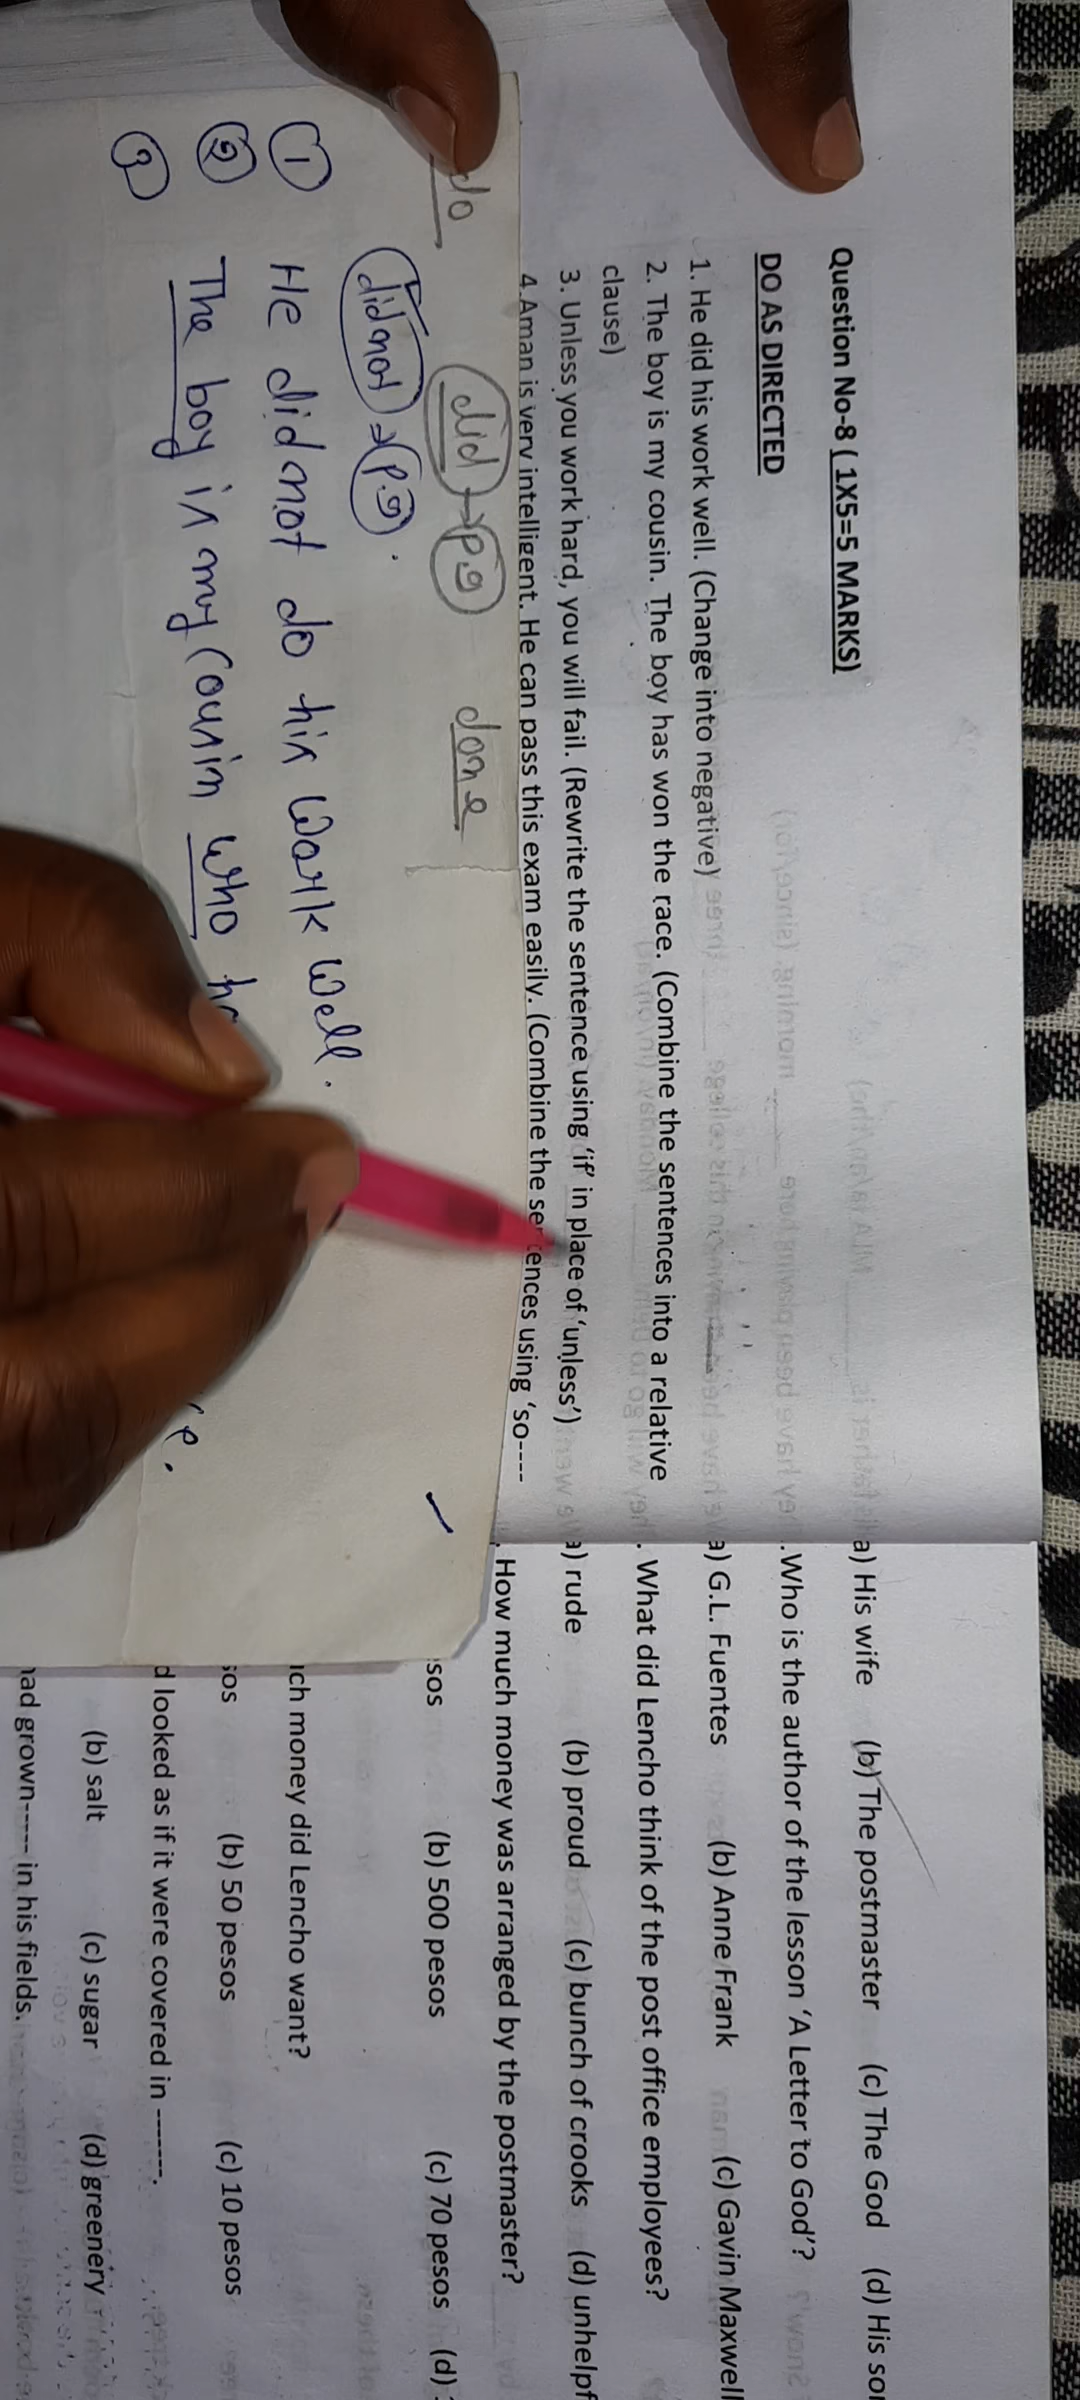 Question No-8 ( 1X5=5 MARKS)
DO AS DIRECTED
1. He did his work well. (Change into negative)
2. The boy is my cousin. The boy has won the race. (Combine the sentences into a relative
clause)
3. Unless you work hard, you will fail. (Rewrite the sentence using 'if' in place of 'unless')
4. Aman is very intelligent. He can pass this exam easily. (Combine the sentences using 'so----
do did → done
did not →
① He did not do his work well.
② The boy is my cousin who
③
a) His wife (b) The postmaster (c) The God (d) His
.Who is the author of the lesson 'A Letter to God'?
a) G.L. Fuentes (b) Anne Frank (c) Gavin Maxwell
. What did Lencho think of the post office employees?
a) rude (b) proud (c) bunch of crooks (d)
. How much money was arranged by the postmaster?
(b) 500 pesos (c) 70 pesos (d)
money did Lencho want?
(b) 50 pesos (c) 10 pesos
looked as if it were covered in -------.
(b) salt (c) sugar (d) greenery
grown----- in his fields.